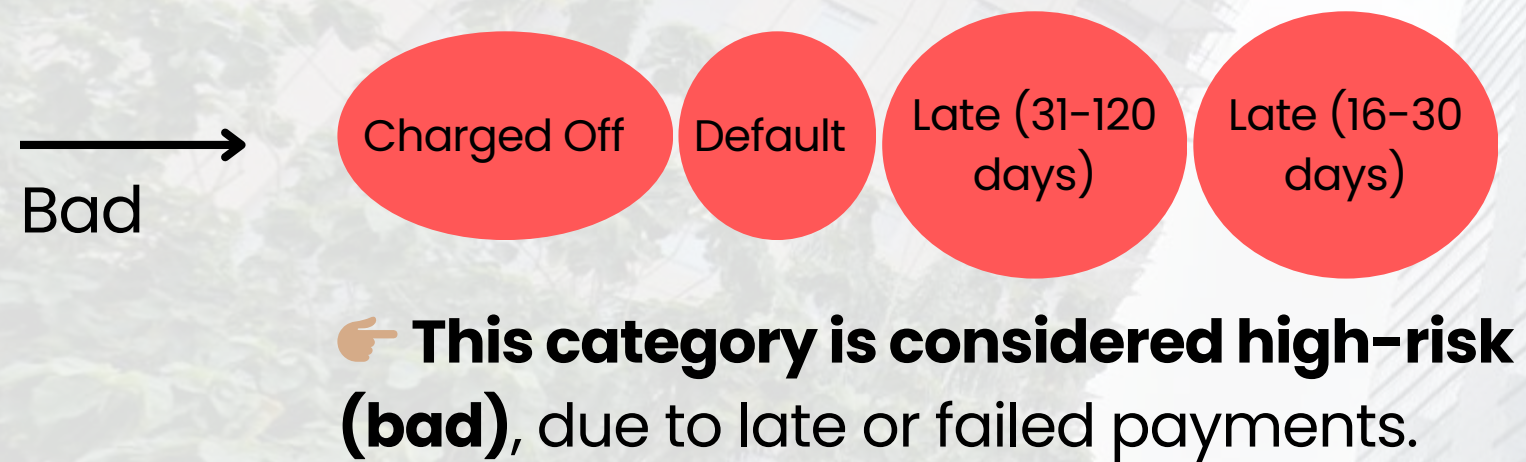 Bad
Charged Off
Default
Late (31-120
days)
Late (16-30
days)
👉🏽 This category is considered high-risk
(bad), due to late or failed payments.